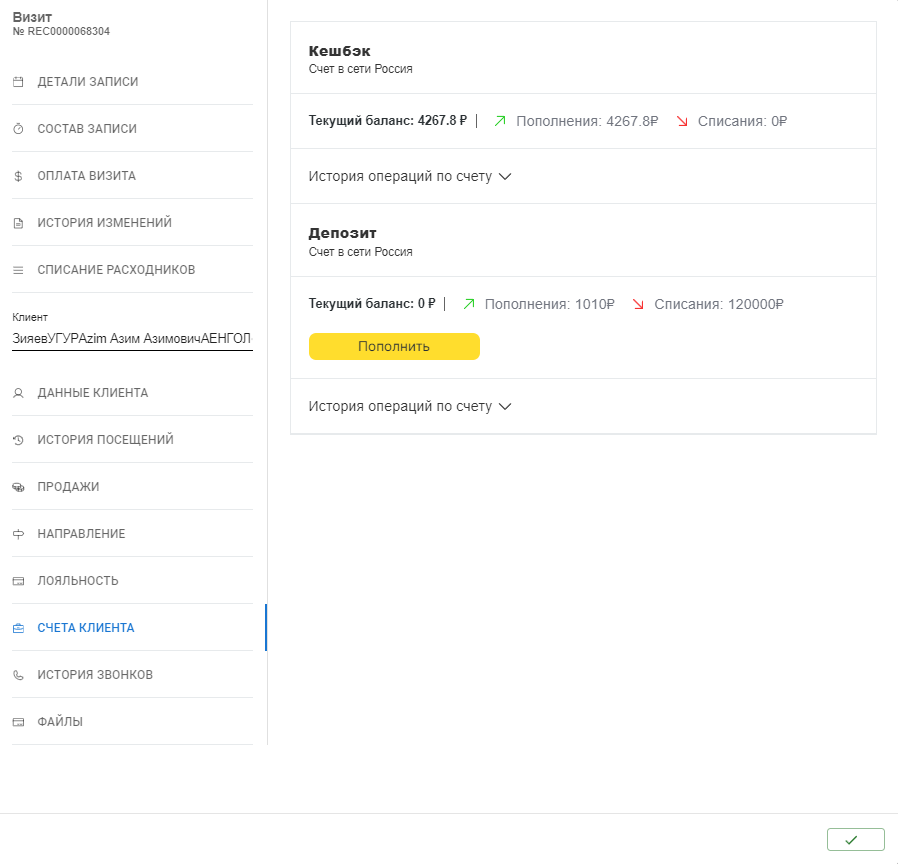 Визит
№ REC0000068304
ДЕТАЛИ ЗАПИСИ
СОСТАВ ЗАПИСИ
ОПЛАТА ВИЗИТА
ИСТОРИЯ ИЗМЕНЕНИЙ
СПИСАНИЕ РАСХОДНИКОВ
Клиент
ЗияевУГУРAzim Азим АзимовичАЕНГОЛ
ДАННЫЕ КЛИЕНТА
ИСТОРИЯ ПОСЕЩЕНИЙ
ПРОДАЖИ
НАПРАВЛЕНИЕ
ЛОЯЛЬНОСТЬ
СЧЕТА КЛИЕНТА
ИСТОРИЯ ЗВОНКОВ
ФАЙЛЫ
Кешбэк
Счет в сети Россия
Текущий баланс: 4267.8 ₽ | Пополнения: 4267.8₽ Списания: 0₽
История операций по счету
Депозит
Счет в сети Россия
Текущий баланс: 0 ₽ | Пополнения: 1010₽ Списания: 120000₽
Пополнить
История операций по счету